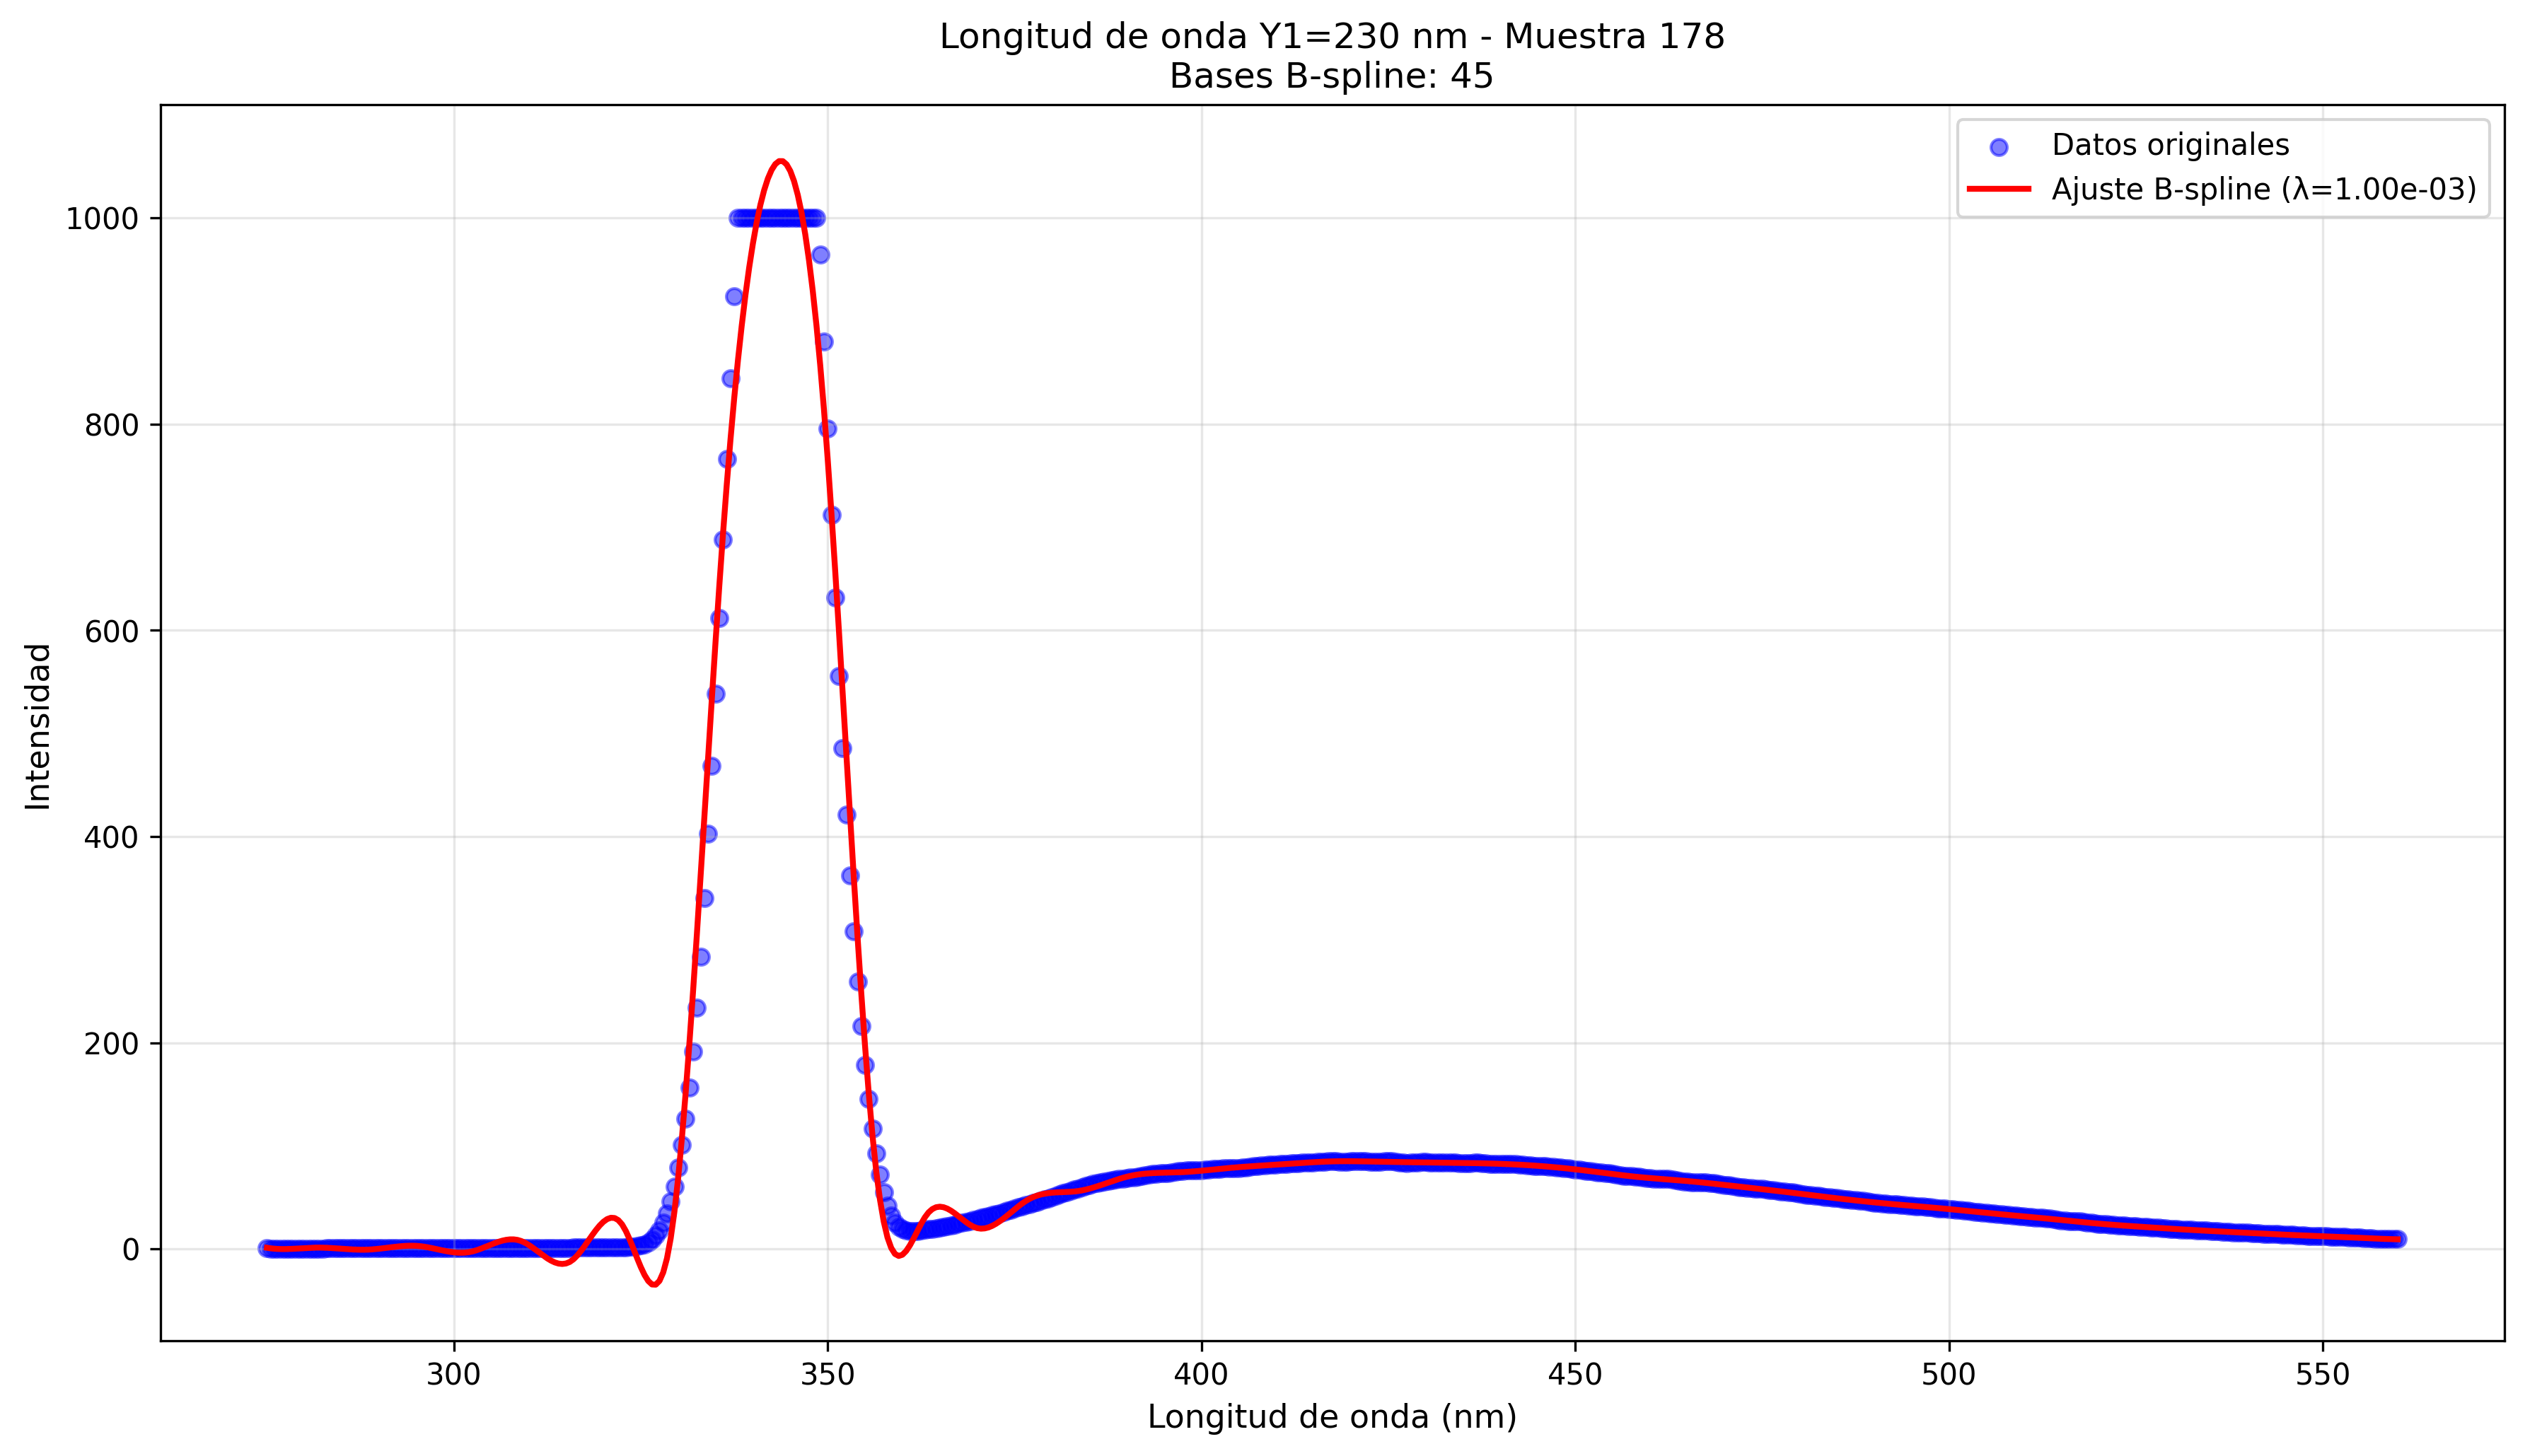 Longitud de onda Y1=230 nm - Muestra 178
Bases B-spline: 45
Datos originales
Ajuste B-spline (λ=1.00e-03)
Intensidad
1000
800
600
400
200
0
300 350 400 450 500 550
Longitud de onda (nm)